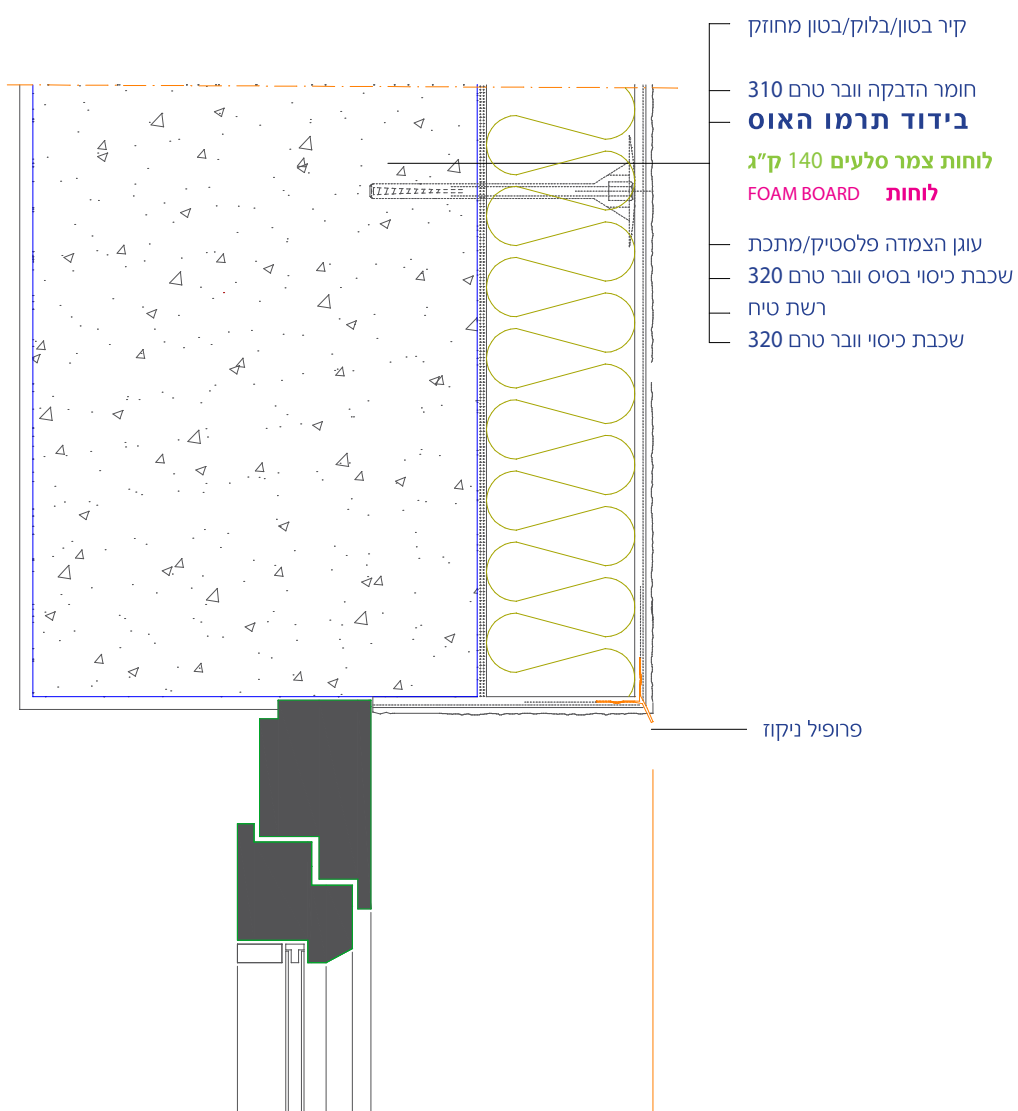 קיר בטון/בלוק/בטון מחוזק
חומר הדבקה וובר טרם 310
בידוד תרמו האוס
לוחות צמר סלעים 140 ק"ג
לוחות FOAM BOARD
עוגן הצמדה פלסטיק/מתכת
שכבת כיסוי בסיס וובר טרם 320
רשת טיח
שכבת כיסוי וובר טרם 320
פרופיל ניקוז